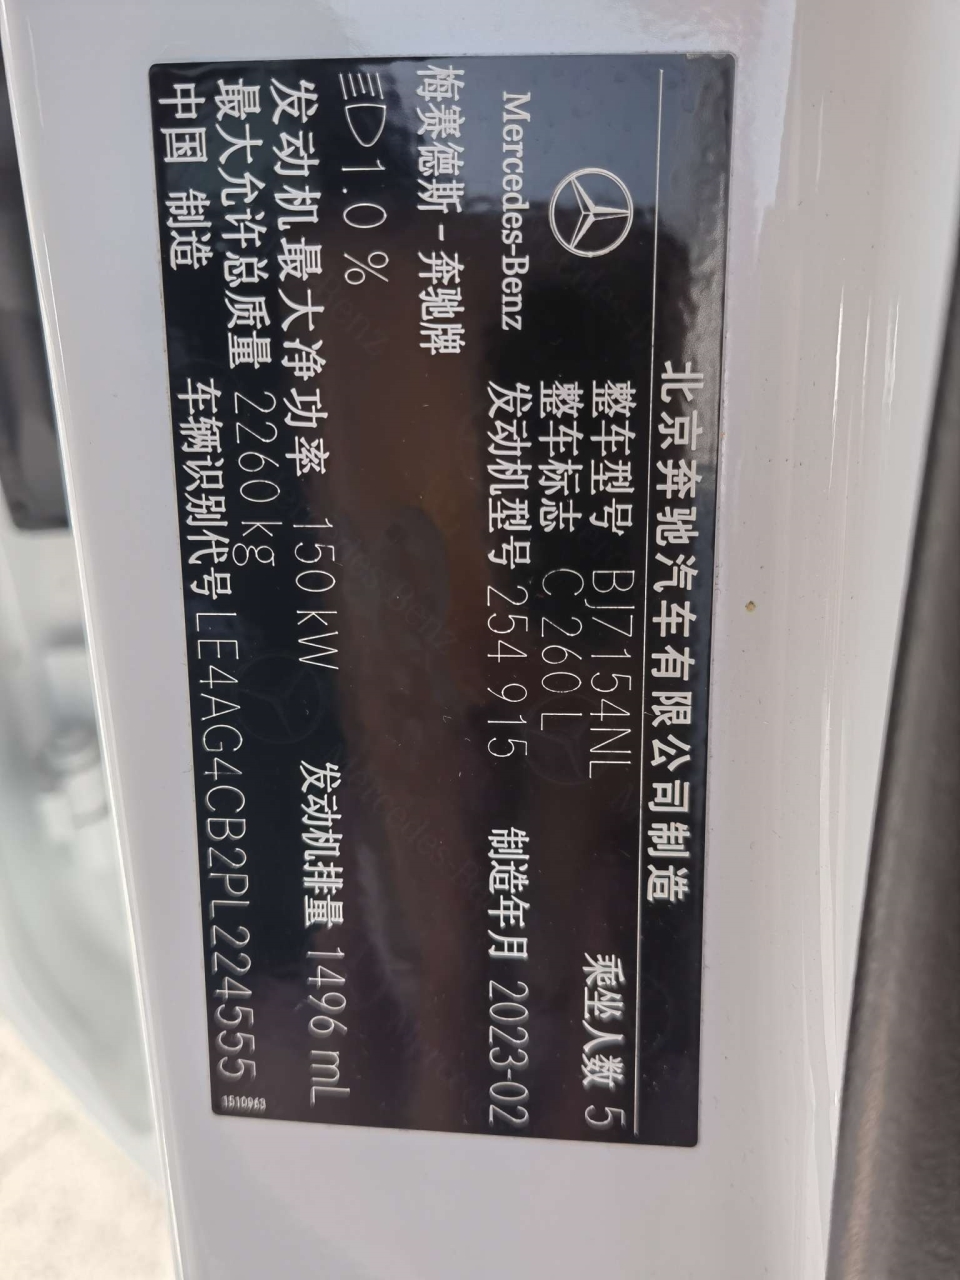 北京奔驰汽车有限公司制造
整车型号 BJ7154NL 乘坐人数 5
整车标志 C 260 L
Mercedes-Benz 发动机型号 254 915 制造年月 2023-02
梅赛德斯-奔驰牌
1.0 %
发动机最大净功率 150 kW 发动机排量 1496 mL
最大允许总质量 2260 kg
中国 制造 车辆识别代号 LE4AG4CB2PL224555
1510963